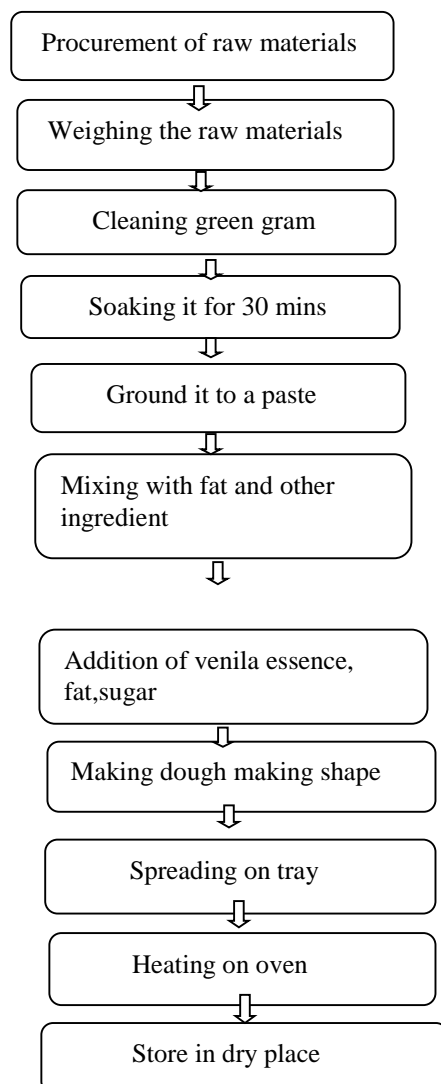 Procurement of raw materials
Weighing the raw materials
Cleaning green gram
Soaking it for 30 mins
Ground it to a paste
Mixing with fat and other
ingredient
Addition of venila essence,
fat,sugar
Making dough making shape
Spreading on tray
Heating on oven
Store in dry place